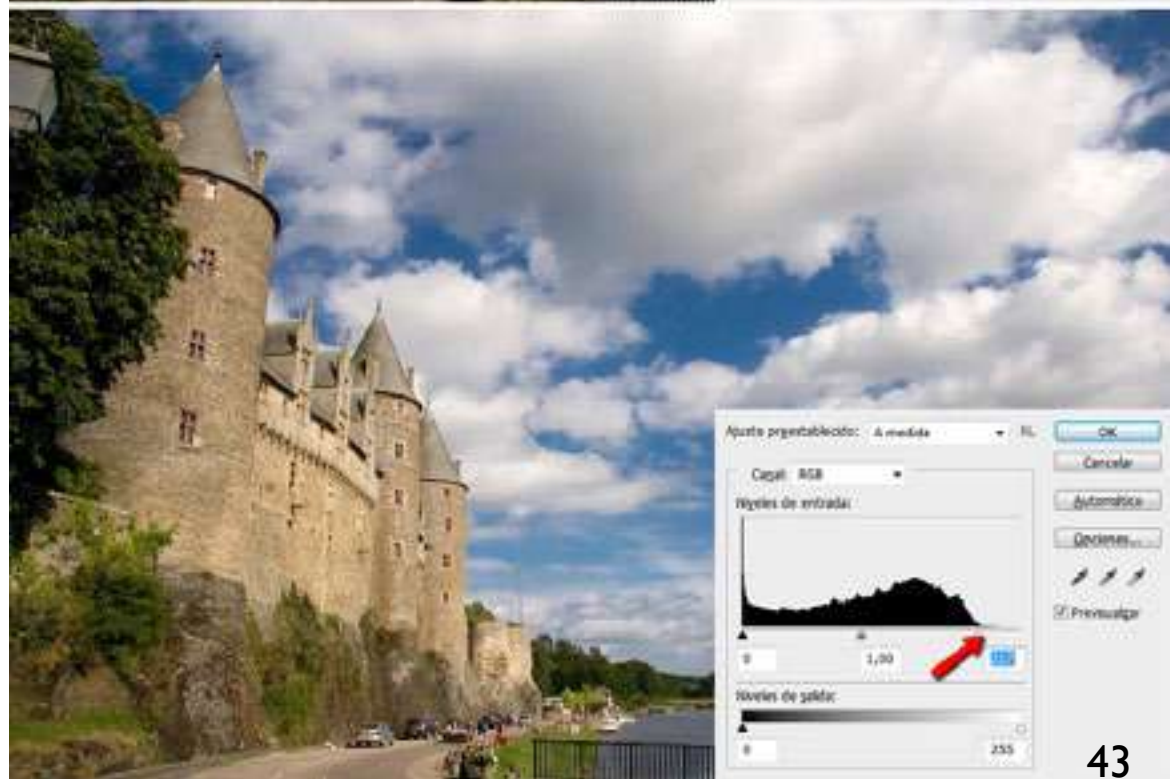 Ajuste preestablecido: A medida
OK
Cancelar
Canal: RGB
Niveles de entrada:
Automático
Opciones...
Previsualizar
0 1,00
Niveles de salida:
0 255
43